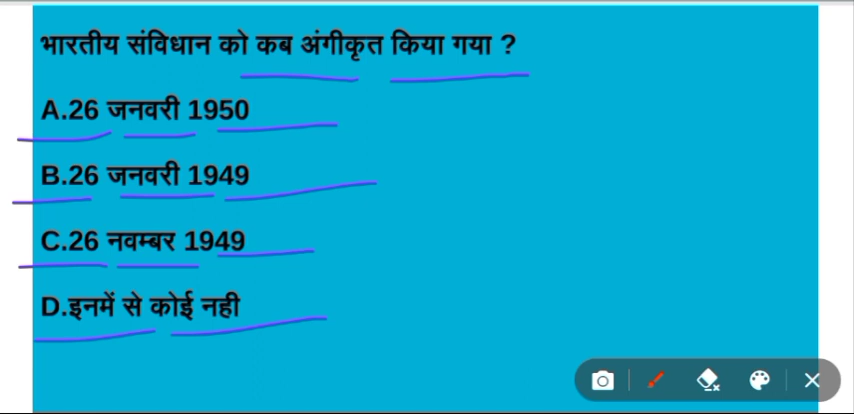 भारतीय संविधान को कब अंगीकृत किया गया ?
A.26 जनवरी 1950
B.26 जनवरी 1949
C.26 नवम्बर 1949
D.इनमें से कोई नही